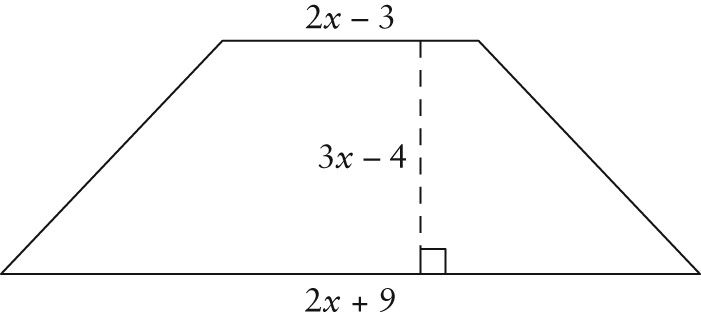 2x – 3
3x – 4
2x + 9